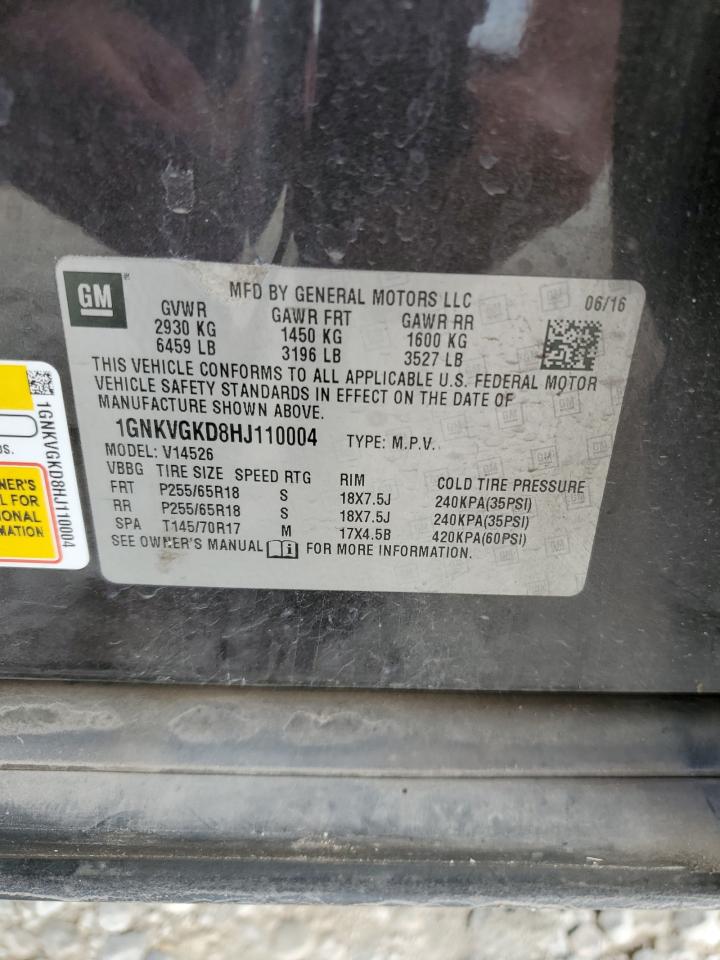 GM
MFD BY GENERAL MOTORS LLC
06/16
GVWR GAWR FRT GAWR RR
2930 KG 1450 KG 1600 KG
6459 LB 3196 LB 3527 LB
THIS VEHICLE CONFORMS TO ALL APPLICABLE U.S. FEDERAL MOTOR
VEHICLE SAFETY STANDARDS IN EFFECT ON THE DATE OF
MANUFACTURE SHOWN ABOVE.
1GNKVGKD8HJ110004 TYPE: M.P.V.
MODEL: V14526
VBBG TIRE SIZE SPEED RTG RIM COLD TIRE PRESSURE
FRT P255/65R18 S 18X7.5J 240KPA(35PSI)
RR P255/65R18 S 18X7.5J 240KPA(35PSI)
SPA T145/70R17 M 17X4.5B 420KPA(60PSI)
SEE OWNER'S MANUAL i FOR MORE INFORMATION.
1GNKVGKD8HJ110004